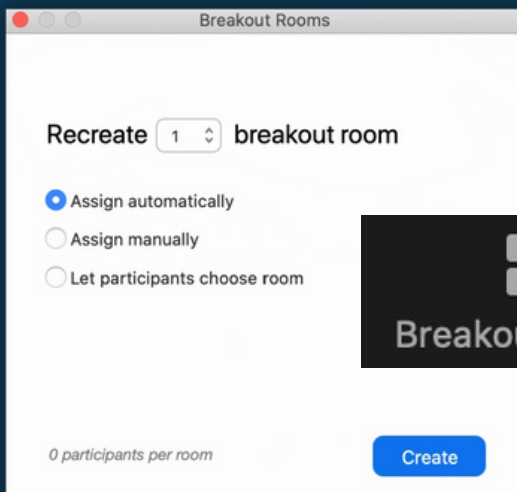 Breakout Rooms
Recreate 1 breakout room
Assign automatically
Assign manually
Let participants choose room
Breakou
0 participants per room
Create